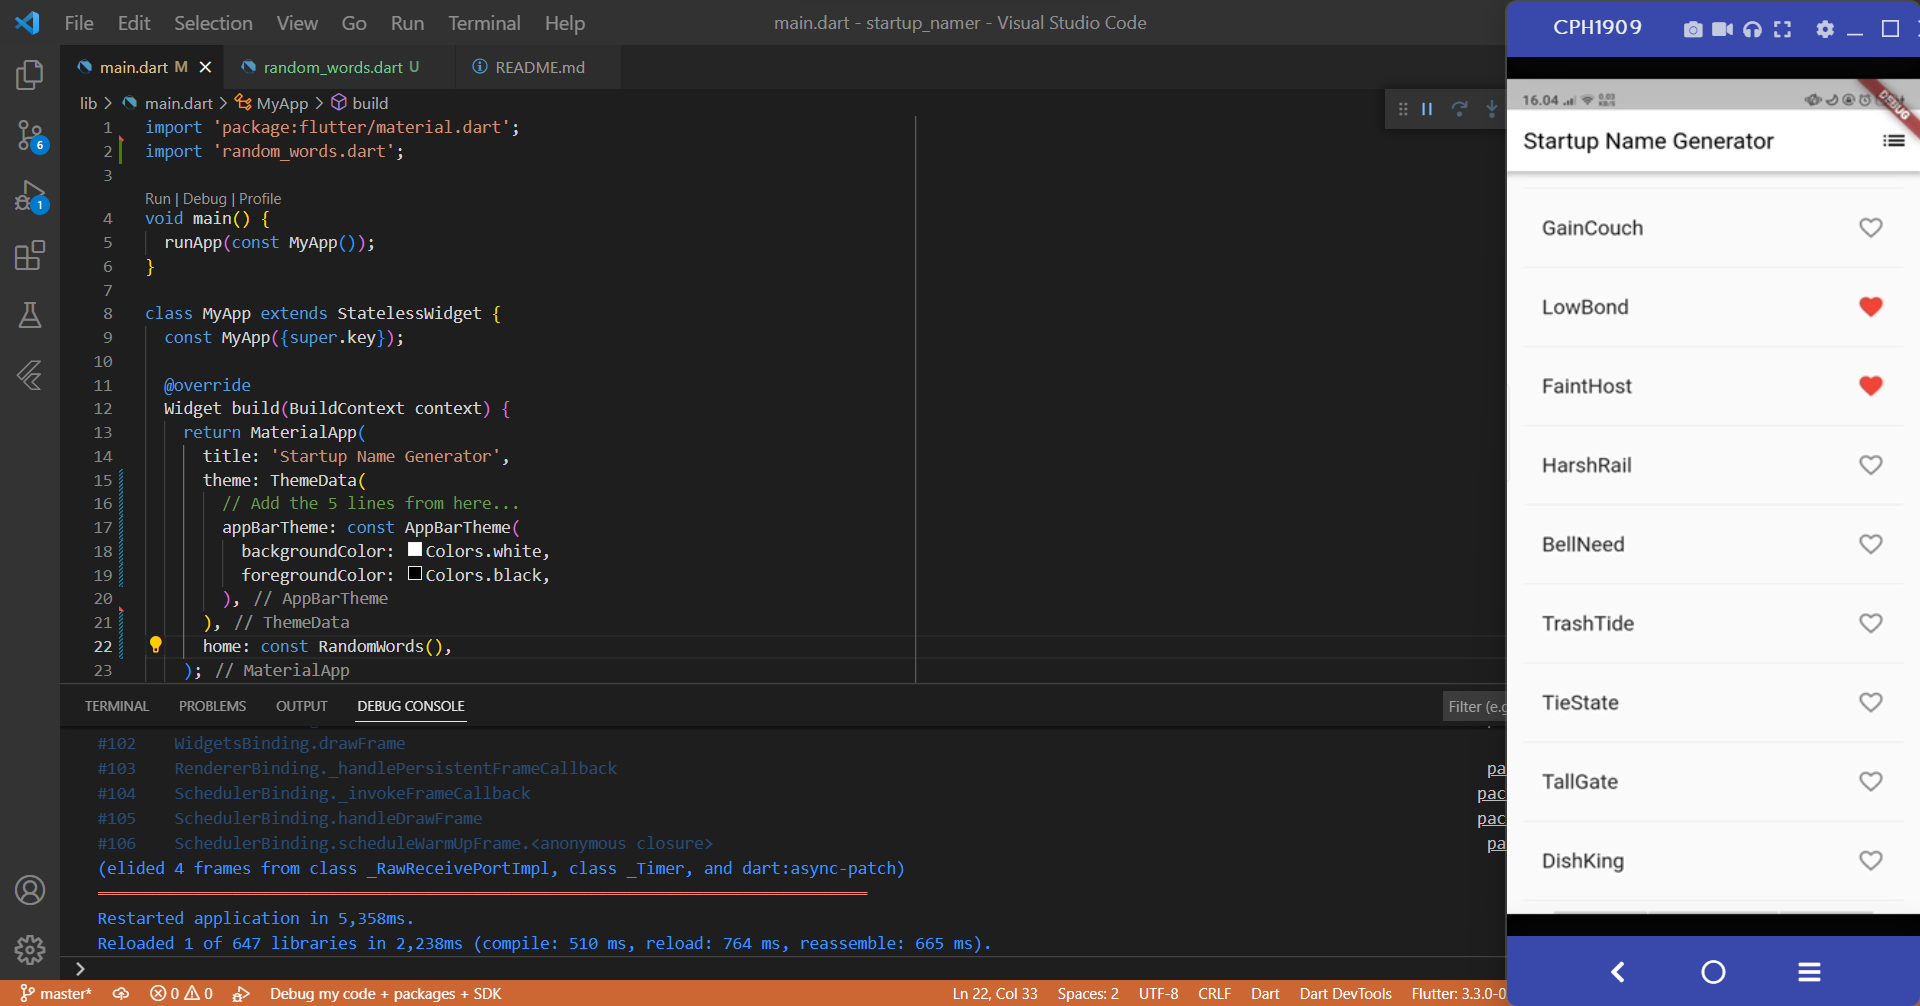 File Edit Selection View Go Run Terminal Help
main.dart - startup_namer - Visual Studio Code
main.dart M
random_words.dart U
README.md
lib > main.dart > MyApp > build
1 import 'package:flutter/material.dart';
2 import 'random_words.dart';
3
Run | Debug | Profile
4 void main() {
5 runApp(const MyApp());
6 }
7
8 class MyApp extends StatelessWidget {
9 const MyApp({super.key});
10
11 @override
12 Widget build(BuildContext context) {
13 return MaterialApp(
14 title: 'Startup Name Generator',
15 theme: ThemeData(
16 // Add the 5 lines from here...
17 appBarTheme: const AppBarTheme(
18 backgroundColor: Colors.white,
19 foregroundColor: Colors.black,
20 ), // AppBarTheme
21 ), // ThemeData
22 home: const RandomWords(),
23 ); // MaterialApp
6
1
TERMINAL PROBLEMS OUTPUT DEBUG CONSOLE
Filter (e.g
#102 WidgetsBinding.drawFrame
#103 RendererBinding._handlePersistentFrameCallback pa
#104 SchedulerBinding._invokeFrameCallback pac
#105 SchedulerBinding.handleDrawFrame pac
#106 SchedulerBinding.scheduleWarmUpFrame.<anonymous closure> pa
(elided 4 frames from class _RawReceivePortImpl, class _Timer, and dart:async-patch)
Restarted application in 5,358ms.
Reloaded 1 of 647 libraries in 2,238ms (compile: 510 ms, reload: 764 ms, reassemble: 665 ms).
master* 0 0 Debug my code + packages + SDK
Ln 22, Col 33 Spaces: 2 UTF-8 CRLF Dart Dart DevTools Flutter: 3.3.0-0
CPH1909
16.04 0.03 KB/S
DEBUG
Startup Name Generator
GainCouch
LowBond
FaintHost
HarshRail
BellNeed
TrashTide
TieState
TallGate
DishKing